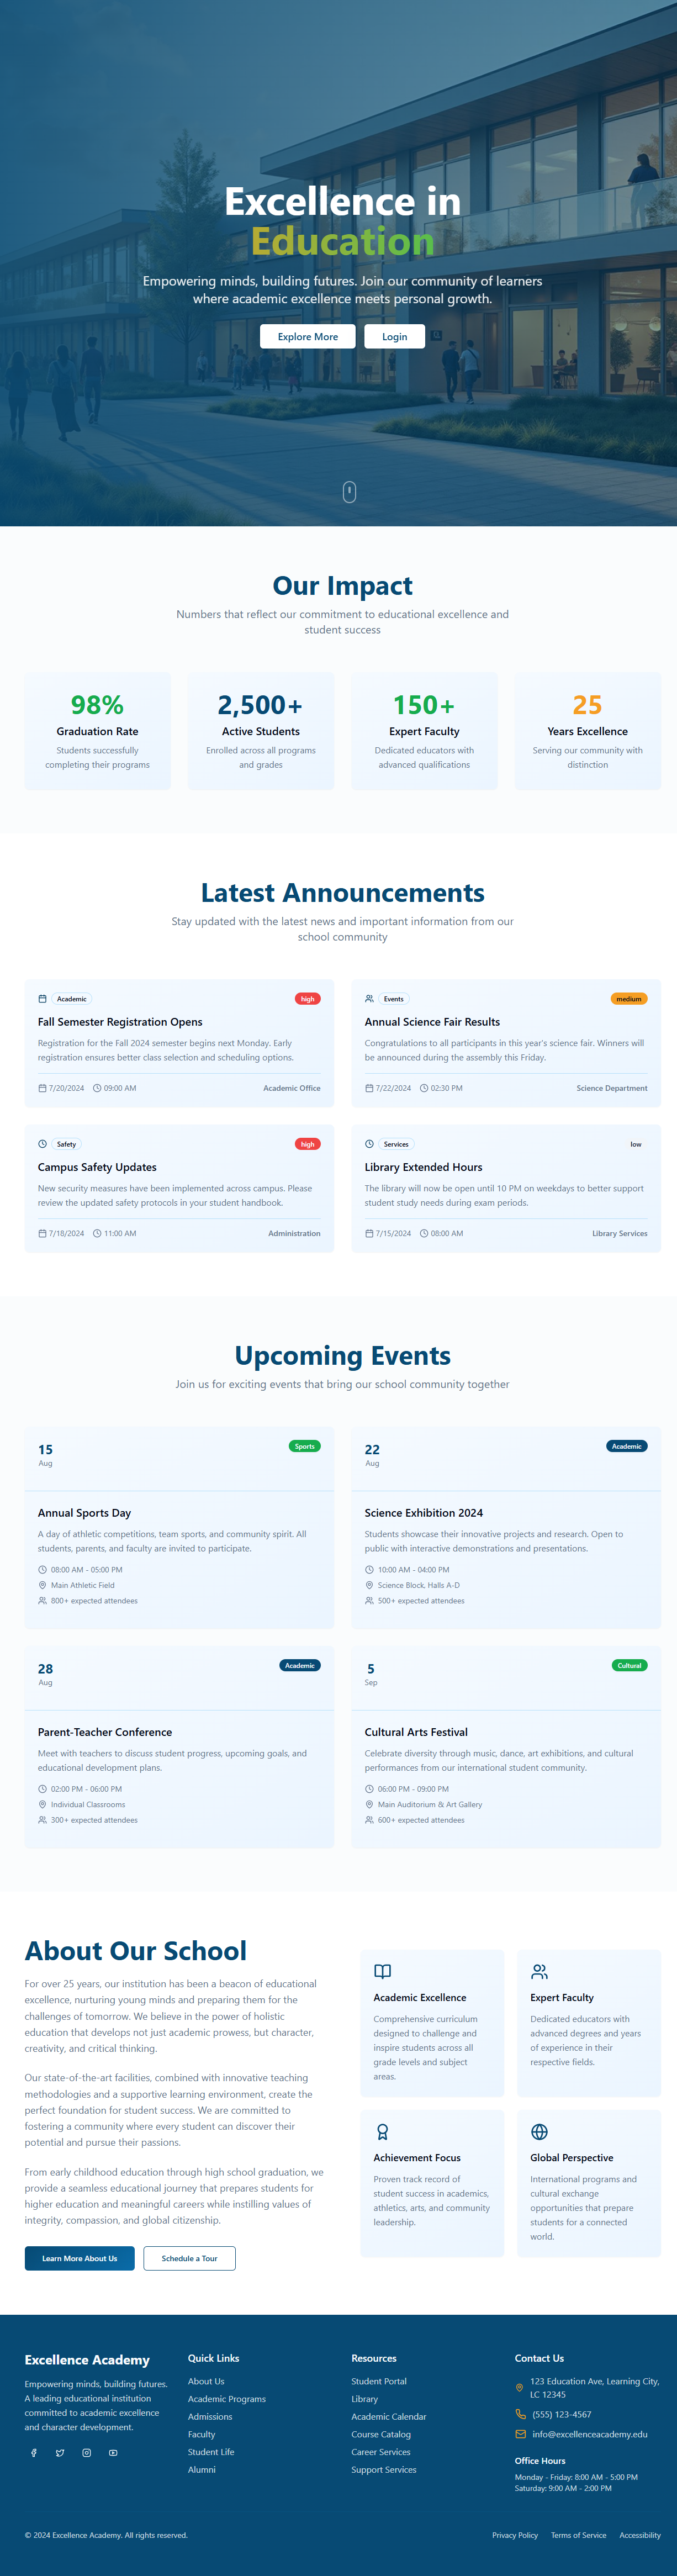 Excellence in
Education
Empowering minds, building futures. Join our community of learners
where academic excellence meets personal growth.
Explore More
Login
Our Impact
Numbers that reflect our commitment to educational excellence and
student success
98%
Graduation Rate
Students successfully
completing their programs
2,500+
Active Students
Enrolled across all programs
and grades
150+
Expert Faculty
Dedicated educators with
advanced qualifications
25
Years Excellence
Serving our community with
distinction
Latest Announcements
Stay updated with the latest news and important information from our
school community
Academic
high
Fall Semester Registration Opens
Registration for the Fall 2024 semester begins next Monday. Early
registration ensures better class selection and scheduling options.
7/20/2024
09:00 AM
Academic Office
Events
medium
Annual Science Fair Results
Congratulations to all participants in this year's science fair. Winners will
be announced during the assembly this Friday.
7/22/2024
02:30 PM
Science Department
Safety
high
Campus Safety Updates
New security measures have been implemented across campus. Please
review the updated safety protocols in your student handbook.
7/18/2024
11:00 AM
Administration
Services
low
Library Extended Hours
The library will now be open until 10 PM on weekdays to better support
student study needs during exam periods.
7/15/2024
08:00 AM
Library Services
Upcoming Events
Join us for exciting events that bring our school community together
15
Aug
Sports
Annual Sports Day
A day of athletic competitions, team sports, and community spirit. All
students, parents, and faculty are invited to participate.
08:00 AM - 05:00 PM
Main Athletic Field
800+ expected attendees
22
Aug
Academic
Science Exhibition 2024
Students showcase their innovative projects and research. Open to
public with interactive demonstrations and presentations.
10:00 AM - 04:00 PM
Science Block, Halls A-D
500+ expected attendees
28
Aug
Academic
Parent-Teacher Conference
Meet with teachers to discuss student progress, upcoming goals, and
educational development plans.
02:00 PM - 06:00 PM
Individual Classrooms
300+ expected attendees
5
Sep
Cultural
Cultural Arts Festival
Celebrate diversity through music, dance, art exhibitions, and cultural
performances from our international student community.
06:00 PM - 09:00 PM
Main Auditorium & Art Gallery
600+ expected attendees
About Our School
For over 25 years, our institution has been a beacon of educational
excellence, nurturing young minds and preparing them for the
challenges of tomorrow. We believe in the power of holistic
education that develops not just academic prowess, but character,
creativity, and critical thinking.
Our state-of-the-art facilities, combined with innovative teaching
methodologies and a supportive learning environment, create the
perfect foundation for student success. We are committed to
fostering a community where every student can discover their
potential and pursue their passions.
From early childhood education through high school graduation, we
provide a seamless educational journey that prepares students for
higher education and meaningful careers while instilling values of
integrity, compassion, and global citizenship.
Learn More About Us
Schedule a Tour
Academic Excellence
Comprehensive curriculum
designed to challenge and
inspire students across all
grade levels and subject
areas.
Expert Faculty
Dedicated educators with
advanced degrees and years
of experience in their
respective fields.
Achievement Focus
Proven track record of
student success in academics,
athletics, arts, and community
leadership.
Global Perspective
International programs and
cultural exchange
opportunities that prepare
students for a connected
world.
Excellence Academy
Empowering minds, building futures.
A leading educational institution
committed to academic excellence
and character development.
Quick Links
About Us
Academic Programs
Admissions
Faculty
Student Life
Alumni
Resources
Student Portal
Library
Academic Calendar
Course Catalog
Career Services
Support Services
Contact Us
123 Education Ave, Learning City,
LC 12345
(555) 123-4567
info@excellenceacademy.edu
Office Hours
Monday - Friday: 8:00 AM - 5:00 PM
Saturday: 9:00 AM - 2:00 PM
© 2024 Excellence Academy. All rights reserved.
Privacy Policy
Terms of Service
Accessibility